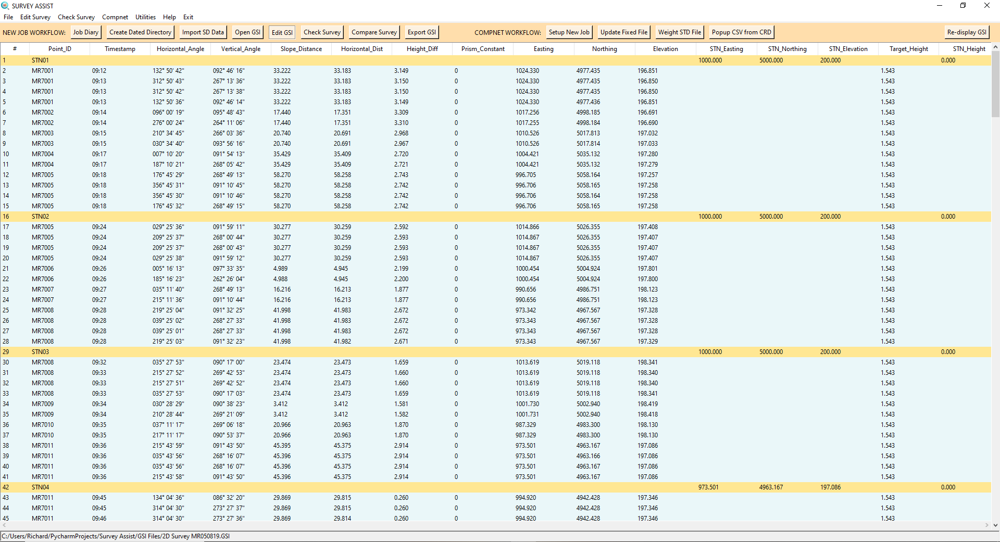 SURVEY ASSIST
File Edit Survey Check Survey Compnet Utilities Help Exit
NEW JOB WORKFLOW: Job Diary Create Dated Directory Import SD Data Open GSI Edit GSI Check Survey Compare Survey Export GSI COMPNET WORKFLOW: Setup New Job Update Fixed File Weight STD File Popup CSV from CRD Re-display GSI
# Point_ID Timestamp Horizontal_Angle Vertical_Angle Slope_Distance Horizontal_Dist Height_Diff Prism_Constant Easting Northing Elevation STN_Easting STN_Northing STN_Elevation Target_Height STN_Height
1 STN01 1000.000 5000.000 200.000 0.000
2 MR7001 09:12 132° 50' 42" 092° 46' 16" 33.222 33.183 3.149 0 1024.330 4977.435 196.851 1.543
3 MR7001 09:13 312° 50' 43" 267° 13' 36" 33.222 33.183 3.150 0 1024.330 4977.435 196.850 1.543
4 MR7001 09:13 312° 50' 42" 267° 13' 38" 33.222 33.183 3.150 0 1024.330 4977.435 196.850 1.543
5 MR7001 09:13 132° 50' 36" 092° 46' 14" 33.222 33.183 3.149 0 1024.330 4977.436 196.851 1.543
6 MR7002 09:14 096° 00' 19" 095° 48' 43" 17.440 17.351 3.309 0 1017.256 4998.185 196.691 1.543
7 MR7002 09:14 276° 00' 24" 264° 11' 06" 17.440 17.351 3.310 0 1017.255 4998.184 196.690 1.543
8 MR7003 09:15 210° 34' 45" 266° 03' 36" 20.740 20.691 2.968 0 1010.526 5017.813 197.032 1.543
9 MR7003 09:15 030° 34' 40" 093° 56' 16" 20.740 20.691 2.967 0 1010.526 5017.814 197.033 1.543
10 MR7004 09:17 007° 10' 20" 091° 54' 13" 35.429 35.409 2.720 0 1004.421 5035.132 197.280 1.543
11 MR7004 09:17 187° 10' 21" 268° 05' 42" 35.429 35.409 2.721 0 1004.421 5035.132 197.279 1.543
12 MR7005 09:18 176° 45' 29" 268° 49' 13" 58.270 58.258 2.743 0 996.705 5058.164 197.257 1.543
13 MR7005 09:18 356° 45' 31" 091° 10' 45" 58.270 58.258 2.742 0 996.706 5058.165 197.258 1.543
14 MR7005 09:18 356° 45' 30" 091° 10' 46" 58.270 58.258 2.742 0 996.706 5058.164 197.258 1.543
15 MR7005 09:18 176° 45' 32" 268° 49' 15" 58.270 58.258 2.742 0 996.706 5058.165 197.258 1.543
16 STN02 1000.000 5000.000 200.000 0.000
17 MR7005 09:24 029° 25' 36" 091° 59' 11" 30.277 30.259 2.592 0 1014.866 5026.355 197.408 1.543
18 MR7005 09:24 209° 25' 37" 268° 00' 44" 30.277 30.259 2.593 0 1014.867 5026.355 197.407 1.543
19 MR7005 09:24 209° 25' 37" 268° 00' 43" 30.277 30.259 2.593 0 1014.867 5026.355 197.407 1.543
20 MR7005 09:24 029° 25' 38" 091° 59' 12" 30.277 30.259 2.593 0 1014.867 5026.355 197.407 1.543
21 MR7006 09:26 005° 16' 13" 097° 33' 35" 4.989 4.945 2.199 0 1000.454 5004.924 197.801 1.543
22 MR7006 09:26 185° 16' 23" 262° 26' 04" 4.988 4.945 2.200 0 1000.454 5004.924 197.800 1.543
23 MR7007 09:27 035° 11' 40" 268° 49' 13" 16.216 16.213 1.877 0 990.656 4986.751 198.123 1.543
24 MR7007 09:27 215° 11' 36" 091° 10' 44" 16.216 16.213 1.877 0 990.656 4986.751 198.123 1.543
25 MR7008 09:28 219° 25' 04" 091° 32' 25" 41.998 41.983 2.672 0 973.342 4967.567 197.328 1.543
26 MR7008 09:28 039° 25' 02" 268° 27' 33" 41.998 41.983 2.672 0 973.343 4967.567 197.328 1.543
27 MR7008 09:28 039° 25' 01" 268° 27' 33" 41.998 41.983 2.672 0 973.343 4967.567 197.328 1.543
28 MR7008 09:28 219° 25' 03" 091° 32' 23" 41.998 41.982 2.671 0 973.343 4967.567 197.329 1.543
29 STN03 1000.000 5000.000 200.000 0.000
30 MR7008 09:32 035° 27' 53" 090° 17' 00" 23.474 23.473 1.659 0 1013.619 5019.118 198.341 1.543
31 MR7008 09:33 215° 27' 52" 269° 42' 53" 23.474 23.473 1.660 0 1013.619 5019.118 198.340 1.543
32 MR7008 09:33 215° 27' 51" 269° 42' 52" 23.474 23.473 1.660 0 1013.619 5019.118 198.340 1.543
33 MR7008 09:33 035° 27' 53" 090° 17' 03" 23.474 23.473 1.659 0 1013.619 5019.118 198.341 1.543
34 MR7009 09:34 030° 28' 29" 090° 38' 23" 3.412 3.412 1.581 0 1001.730 5002.940 198.419 1.543
35 MR7009 09:34 210° 28' 44" 269° 21' 09" 3.412 3.412 1.582 0 1001.731 5002.940 198.418 1.543
36 MR7010 09:35 037° 11' 17" 269° 06' 18" 20.966 20.963 1.870 0 987.329 4983.300 198.130 1.543
37 MR7010 09:35 217° 11' 17" 090° 53' 37" 20.966 20.963 1.870 0 987.329 4983.300 198.130 1.543
38 MR7011 09:36 215° 43' 59" 091° 43' 50" 45.395 45.375 2.914 0 973.501 4963.167 197.086 1.543
39 MR7011 09:36 035° 43' 56" 268° 16' 07" 45.396 45.375 2.914 0 973.501 4963.166 197.086 1.543
40 MR7011 09:36 035° 43' 56" 268° 16' 07" 45.396 45.375 2.914 0 973.501 4963.167 197.086 1.543
41 MR7011 09:36 215° 43' 58" 091° 43' 50" 45.396 45.375 2.914 0 973.501 4963.167 197.086 1.543
42 STN04 973.501 4963.167 197.086 0.000
43 MR7011 09:45 134° 04' 36" 086° 32' 20" 29.869 29.815 0.260 0 994.920 4942.428 197.346 1.543
44 MR7011 09:45 314° 04' 30" 273° 27' 37" 29.869 29.815 0.260 0 994.920 4942.428 197.346 1.543
45 MR7011 09:46 314° 04' 30" 273° 27' 36" 29.869 29.814 0.260 0 994.920 4942.428 197.346 1.543
C:/Users/Richard/PycharmProjects/Survey Assist/GSI Files/2D Survey MR050819.GSI